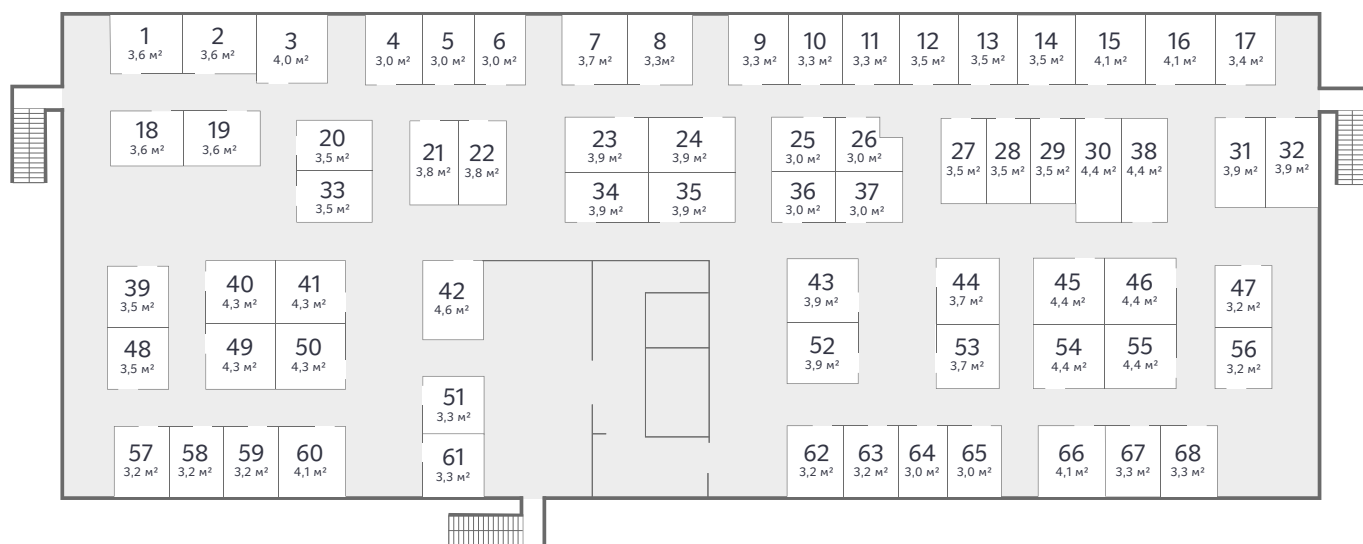 1
3,6 м²
2
3,6 м²
3
4,0 м²
4
3,0 м²
5
3,0 м²
6
3,0 м²
7
3,7 м²
8
3,3м²
9
3,3 м²
10
3,3 м²
11
3,3 м²
12
3,5 м²
13
3,5 м²
14
3,5 м²
15
4,1 м²
16
4,1 м²
17
3,4 м²
18
3,6 м²
19
3,6 м²
20
3,5 м²
21
3,8 м²
22
3,8 м²
23
3,9 м²
24
3,9 м²
25
3,0 м²
26
3,0 м²
27
3,5 м²
28
3,5 м²
29
3,5 м²
30
4,4 м²
38
4,4 м²
31
3,9 м²
32
3,9 м²
33
3,5 м²
34
3,9 м²
35
3,9 м²
36
3,0 м²
37
3,0 м²
39
3,5 м²
40
4,3 м²
41
4,3 м²
42
4,6 м²
43
3,9 м²
44
3,7 м²
45
4,4 м²
46
4,4 м²
47
3,2 м²
48
3,5 м²
49
4,3 м²
50
4,3 м²
51
3,3 м²
52
3,9 м²
53
3,7 м²
54
4,4 м²
55
4,4 м²
56
3,2 м²
57
3,2 м²
58
3,2 м²
59
3,2 м²
60
4,1 м²
61
3,3 м²
62
3,2 м²
63
3,2 м²
64
3,0 м²
65
3,0 м²
66
4,1 м²
67
3,3 м²
68
3,3 м²